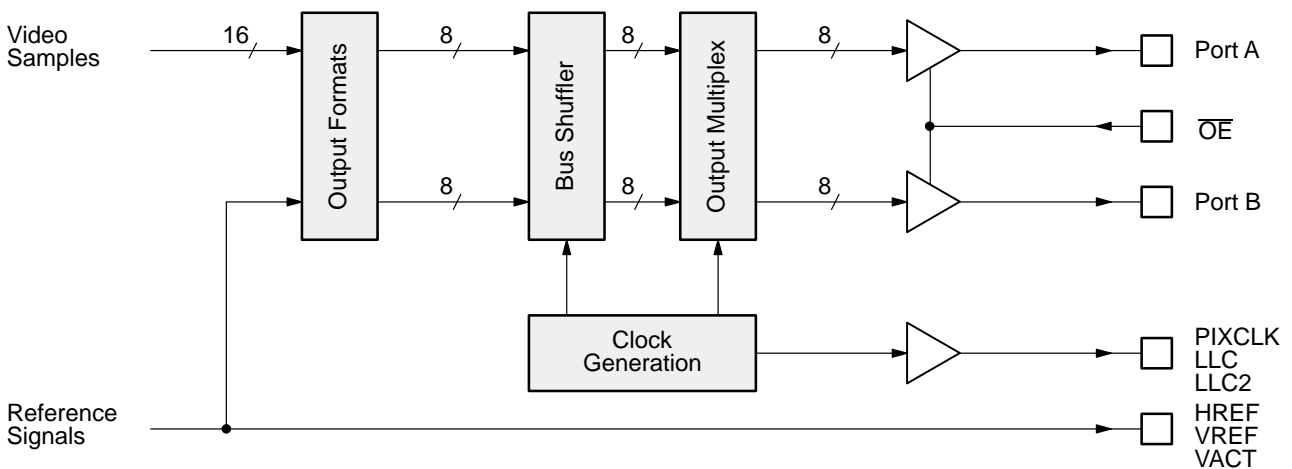 Video
Samples
16
Output Formats
8
8
Bus Shuffler
8
8
Output Multiplex
8
8
Port A
OE
Port B
Clock
Generation
PIXCLK
LLC
LLC2
Reference
Signals
HREF
VREF
VACT